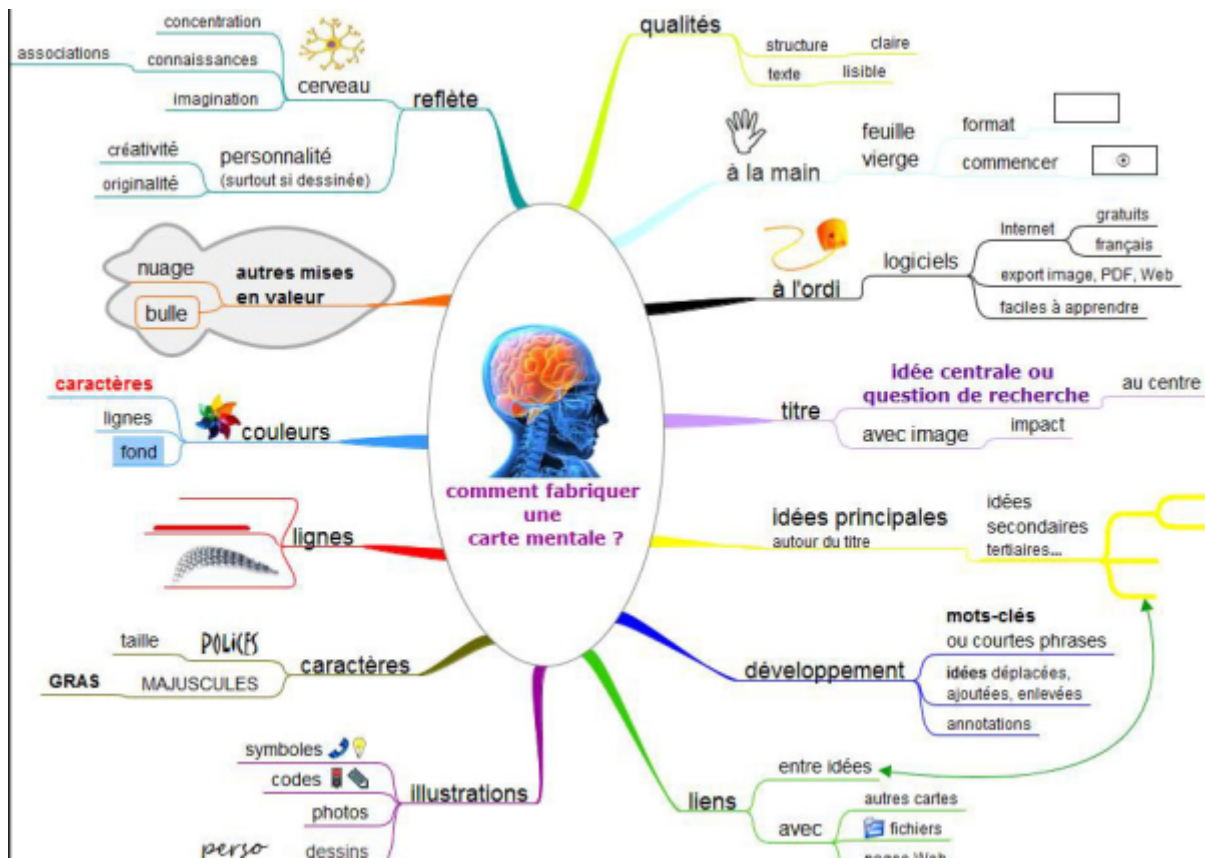 comment fabriquer
une
carte mentale ?
qualités
structure
claire
texte
lisible
à la main
feuille
vierge
format
commencer
à l'ordi
logiciels
Internet
gratuits
français
export image, PDF, Web
faciles à apprendre
titre
idée centrale ou
question de recherche
au centre
avec image
impact
idées principales
autour du titre
idées
secondaires
tertiaires...
développement
mots-clés
ou courtes phrases
idées déplacées,
ajoutées, enlevées
annotations
liens
entre idées
avec
autres cartes
fichiers
pages Web
illustrations
symboles
codes
photos
dessins
perso
caractères
taille
POLICES
GRAS
MAJUSCULES
lignes
couleurs
caractères
lignes
fond
autres mises
en valeur
nuage
bulle
reflète
cerveau
concentration
associations
connaissances
imagination
personnalité
(surtout si dessinée)
créativité
originalité